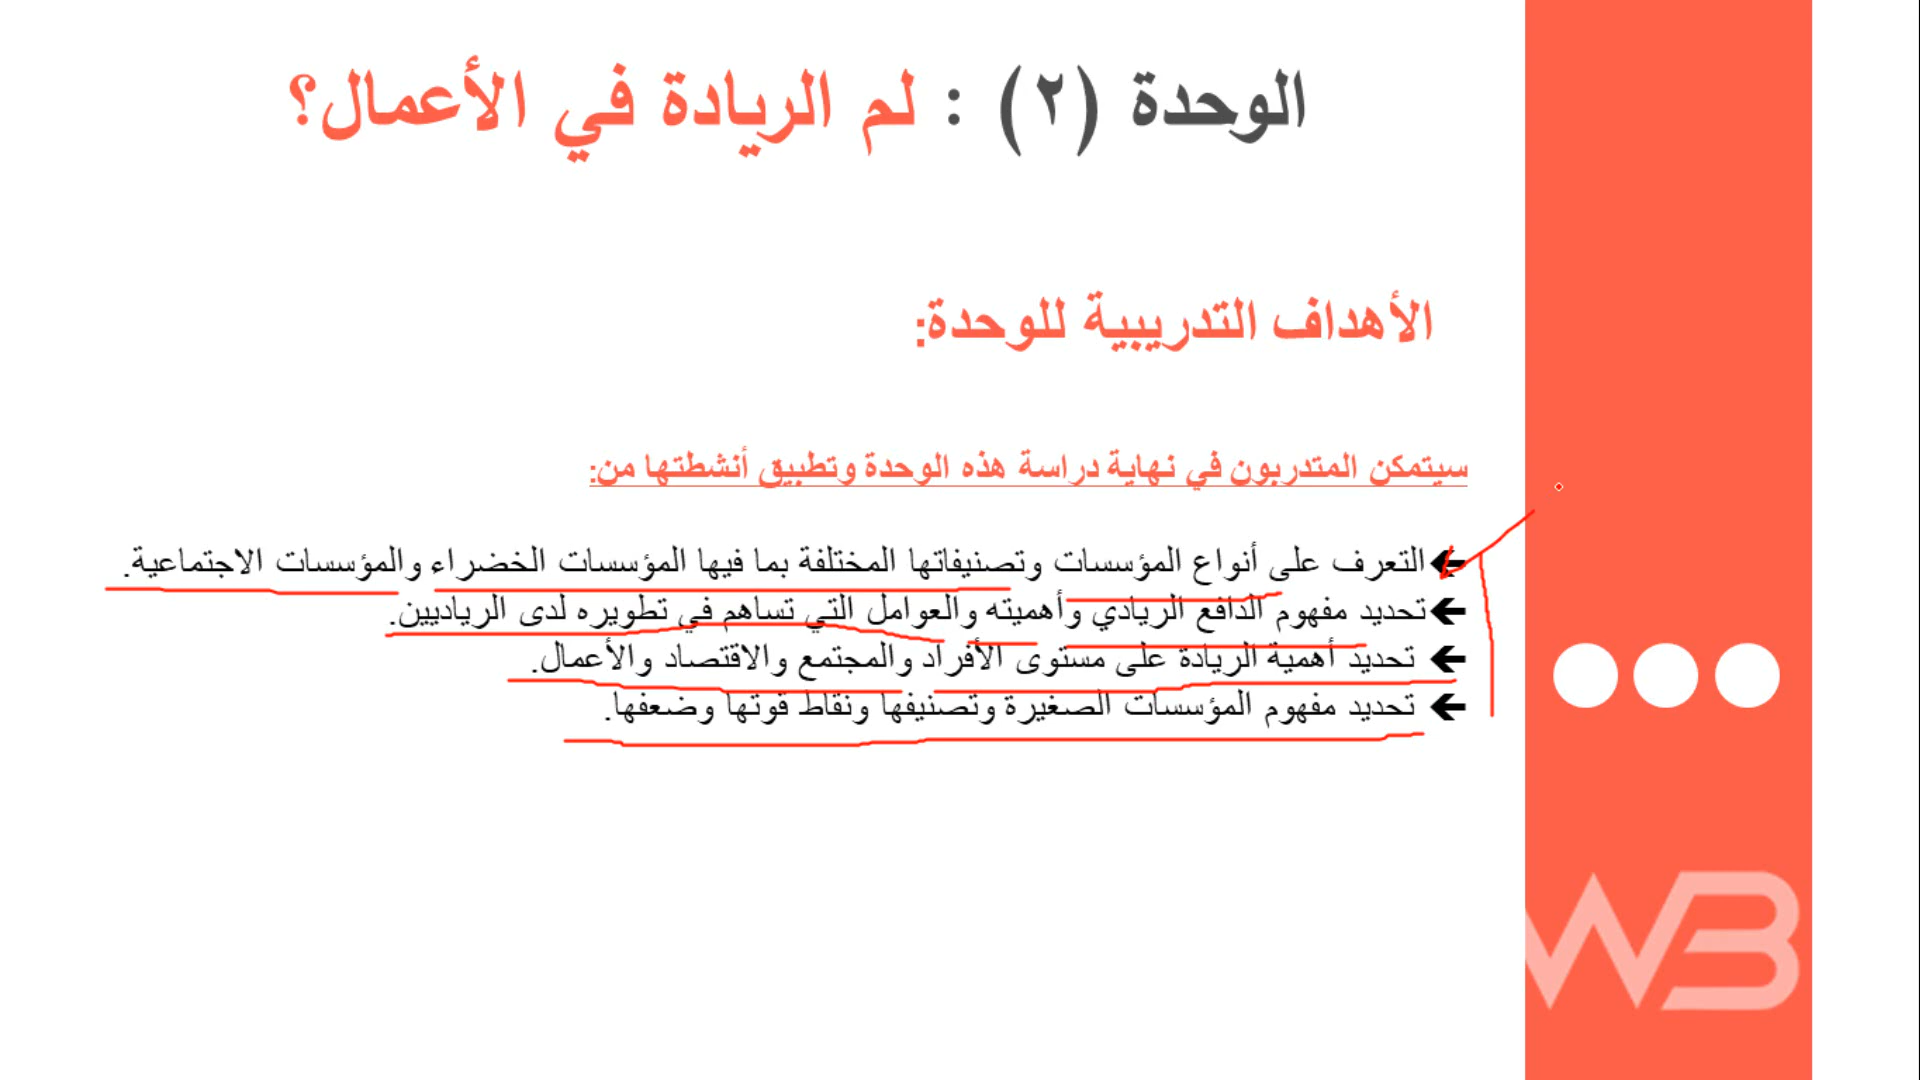 الوحدة (٢) : لم الريادة في الأعمال؟
الأهداف التدريبية للوحدة:
سيتمكن المتدربون في نهاية دراسة هذه الوحدة وتطبيق أنشطتها من:
التعرف على أنواع المؤسسات وتصنيفاتها المختلفة بما فيها المؤسسات الخضراء والمؤسسات الاجتماعية.
تحديد مفهوم الدافع الريادي وأهميته والعوامل التي تساهم في تطويره لدى الرياديين.
تحديد أهمية الريادة على مستوى الأفراد والمجتمع والاقتصاد والأعمال.
تحديد مفهوم المؤسسات الصغيرة وتصنيفها ونقاط قوتها وضعفها.
WB